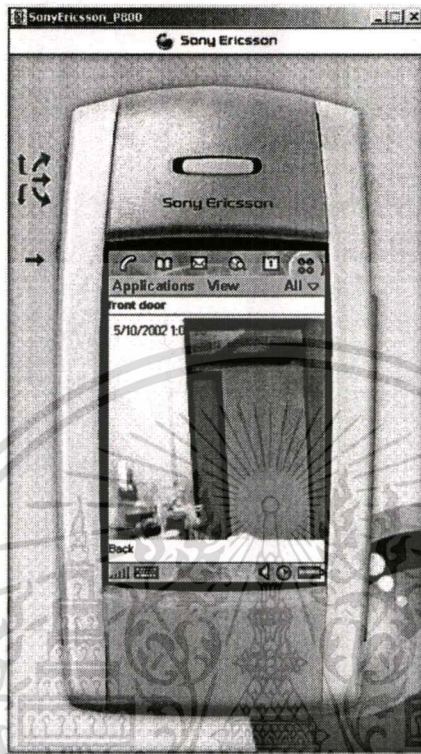 SonyEricsson_P800
Sony Ericsson
Sony Ericsson
Applications View All
front door
5/10/2002 1:0
Back